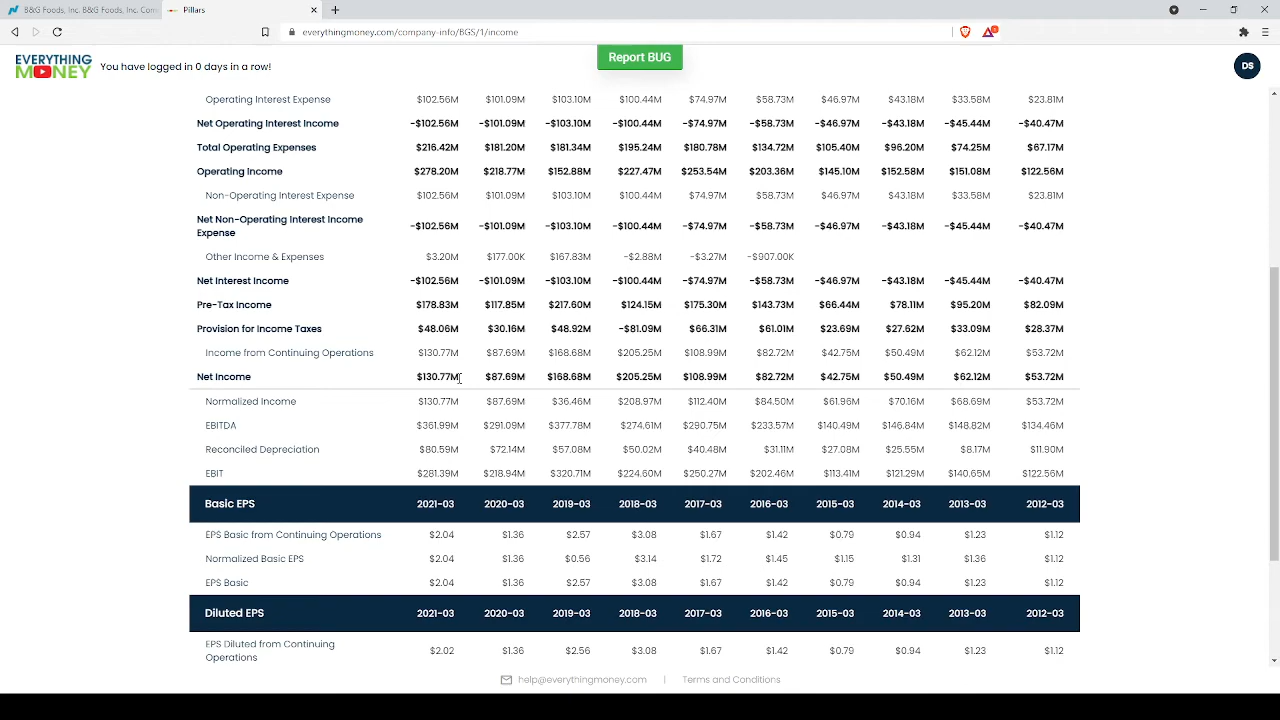 B&G Foods, Inc. B&G Foods, Inc. Com
Pillars
everythingmoney.com/company-info/BGS/1/income
EVERYTHING
MONEY
You have logged in 0 days in a row!
Report BUG
DS
Operating Interest Expense $102.56M $101.09M $103.10M $100.44M $74.97M $58.73M $46.97M $43.18M $33.58M $23.81M
Net Operating Interest Income -$102.56M -$101.09M -$103.10M -$100.44M -$74.97M -$58.73M -$46.97M -$43.18M -$45.44M -$40.47M
Total Operating Expenses $216.42M $181.20M $181.34M $195.24M $180.78M $134.72M $105.40M $96.20M $74.25M $67.17M
Operating Income $278.20M $218.77M $152.88M $227.47M $253.54M $203.36M $145.10M $152.58M $151.08M $122.56M
Non-Operating Interest Expense $102.56M $101.09M $103.10M $100.44M $74.97M $58.73M $46.97M $43.18M $33.58M $23.81M
Net Non-Operating Interest Income
Expense -$102.56M -$101.09M -$103.10M -$100.44M -$74.97M -$58.73M -$46.97M -$43.18M -$45.44M -$40.47M
Other Income & Expenses $3.20M $177.00K $167.83M -$2.88M -$3.27M -$907.00K
Net Interest Income -$102.56M -$101.09M -$103.10M -$100.44M -$74.97M -$58.73M -$46.97M -$43.18M -$45.44M -$40.47M
Pre-Tax Income $178.83M $117.85M $217.60M $124.15M $175.30M $143.73M $66.44M $78.11M $95.20M $82.09M
Provision for Income Taxes $48.06M $30.16M $48.92M -$81.09M $66.31M $61.01M $23.69M $27.62M $33.09M $28.37M
Income from Continuing Operations $130.77M $87.69M $168.68M $205.25M $108.99M $82.72M $42.75M $50.49M $62.12M $53.72M
Net Income $130.77M $87.69M $168.68M $205.25M $108.99M $82.72M $42.75M $50.49M $62.12M $53.72M
Normalized Income $130.77M $87.69M $36.46M $208.97M $112.40M $84.50M $61.96M $70.16M $68.69M $53.72M
EBITDA $361.99M $291.09M $377.78M $274.61M $290.75M $233.57M $140.49M $146.84M $148.82M $134.46M
Reconciled Depreciation $80.59M $72.14M $57.08M $50.02M $40.48M $31.11M $27.08M $25.55M $8.17M $11.90M
EBIT $281.39M $218.94M $320.71M $224.60M $250.27M $202.46M $113.41M $121.29M $140.65M $122.56M
Basic EPS 2021-03 2020-03 2019-03 2018-03 2017-03 2016-03 2015-03 2014-03 2013-03 2012-03
EPS Basic from Continuing Operations $2.04 $1.36 $2.57 $3.08 $1.67 $1.42 $0.79 $0.94 $1.23 $1.12
Normalized Basic EPS $2.04 $1.36 $0.56 $3.14 $1.72 $1.45 $1.15 $1.31 $1.36 $1.12
EPS Basic $2.04 $1.36 $2.57 $3.08 $1.67 $1.42 $0.79 $0.94 $1.23 $1.12
Diluted EPS 2021-03 2020-03 2019-03 2018-03 2017-03 2016-03 2015-03 2014-03 2013-03 2012-03
EPS Diluted from Continuing
Operations $2.02 $1.36 $2.56 $3.08 $1.67 $1.42 $0.79 $0.94 $1.23 $1.12
help@everythingmoney.com | Terms and Conditions